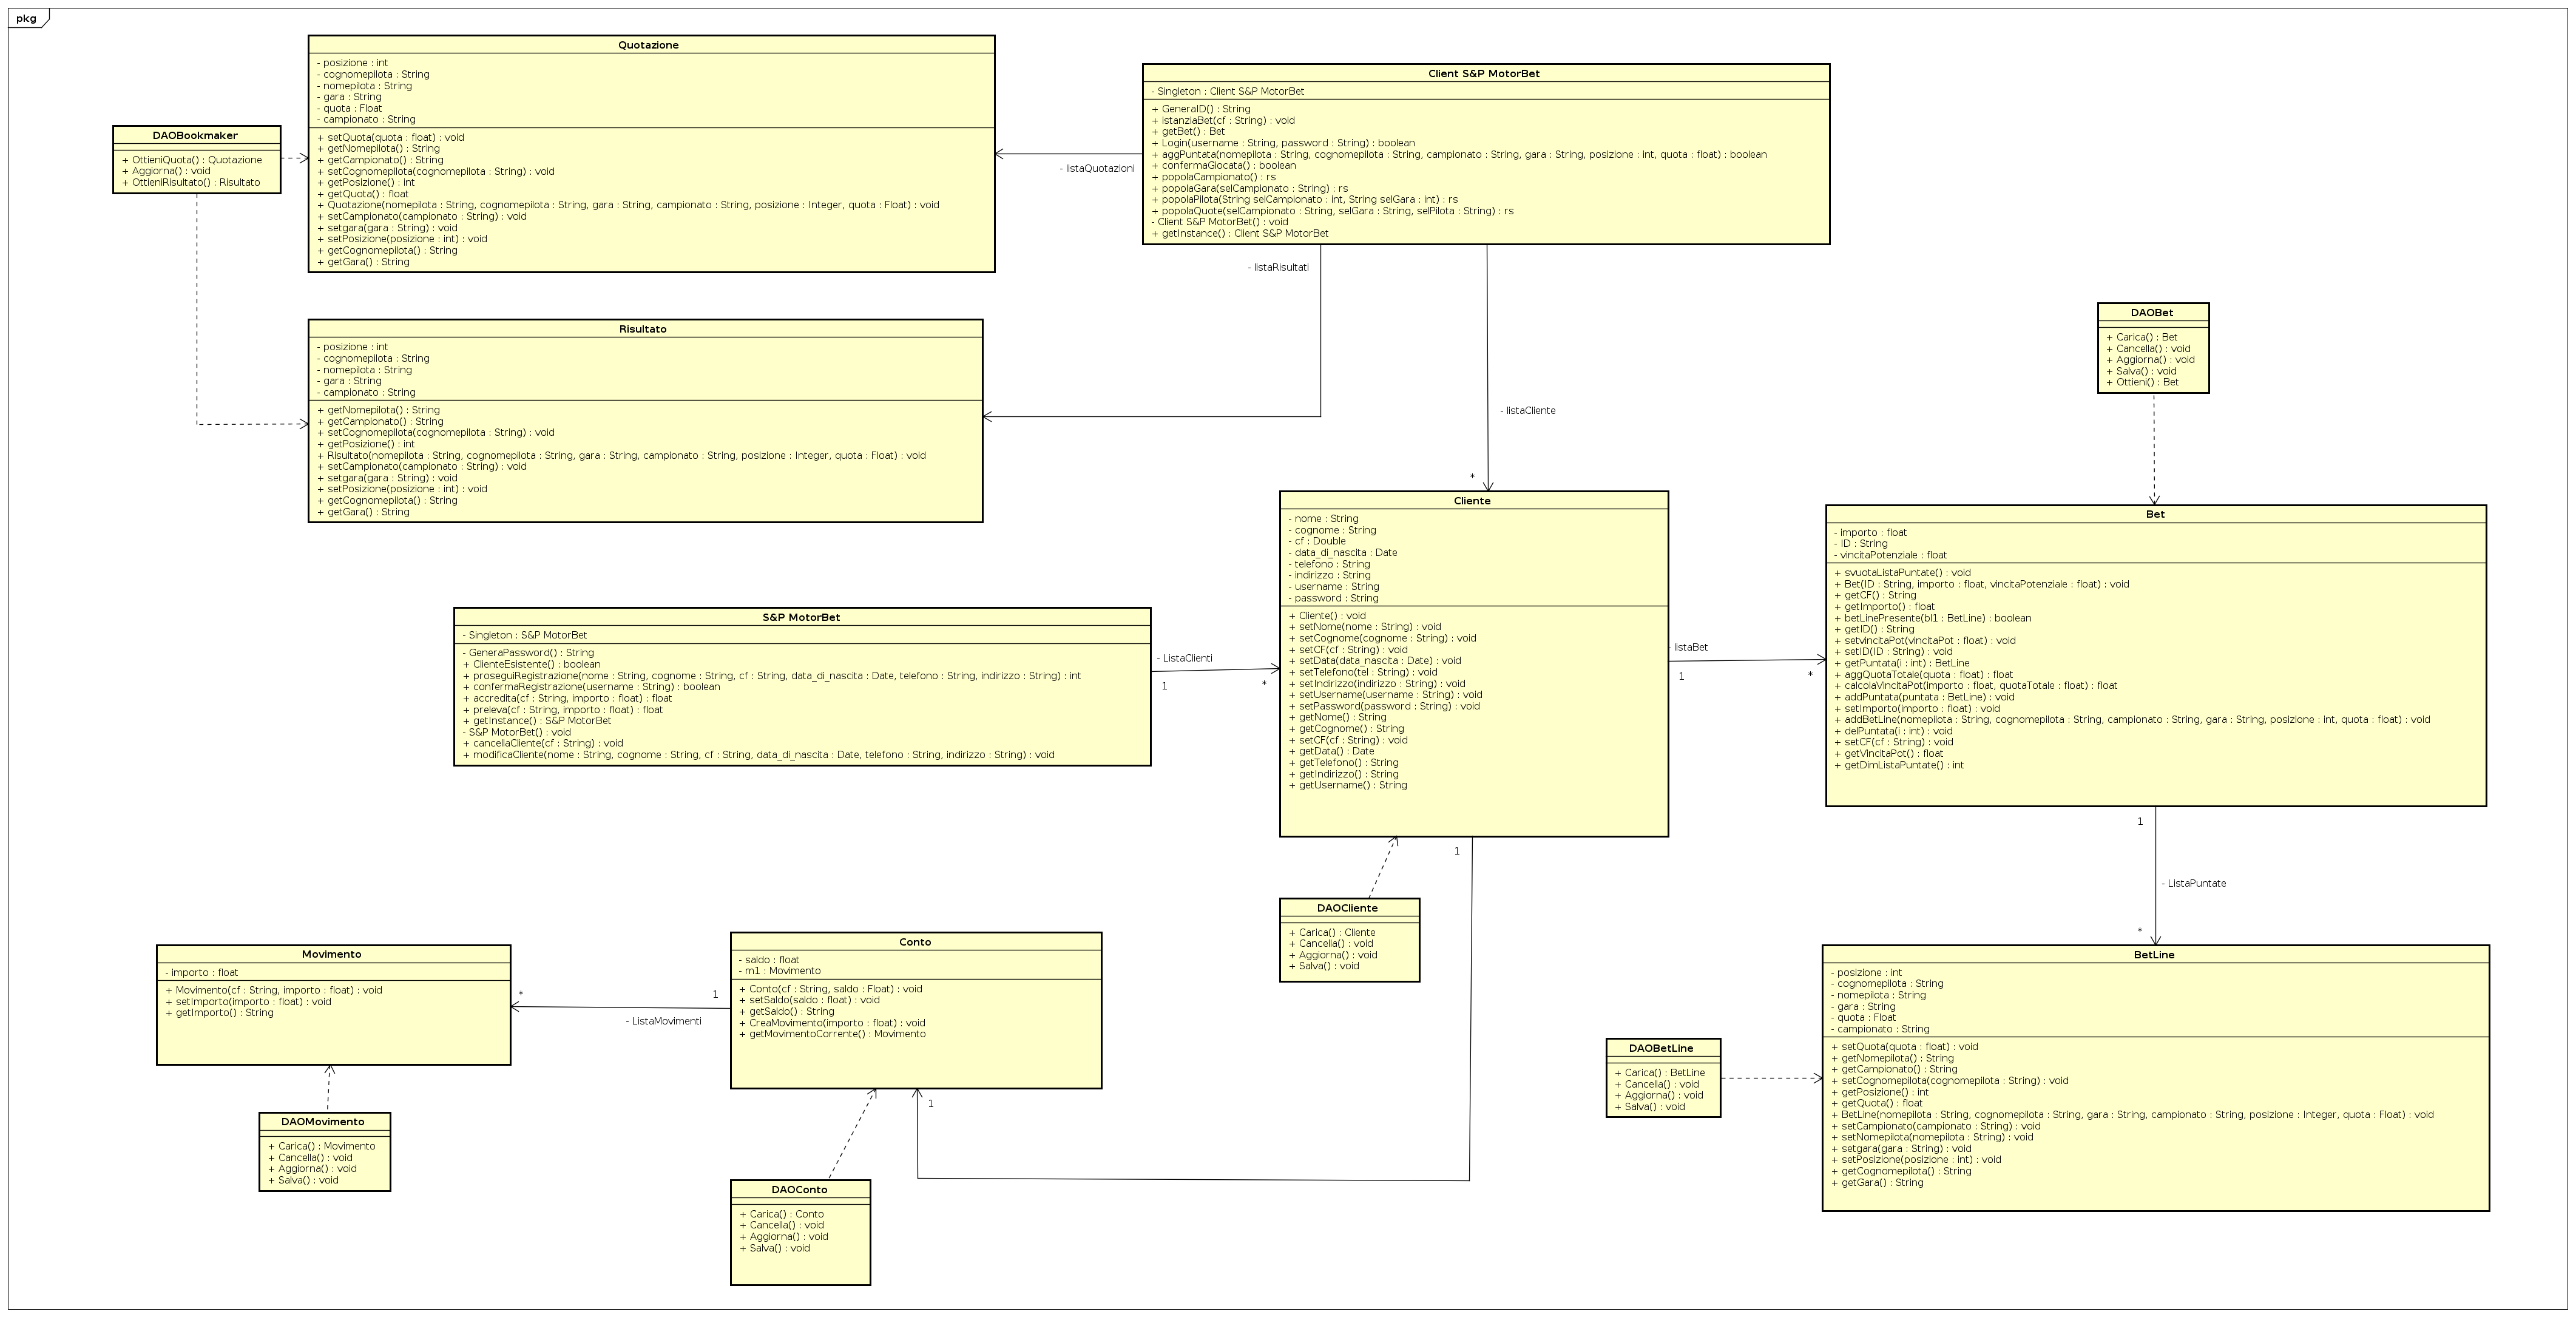 pkg
Quotazione
- posizione : int
- cognomepilota : String
- nomepilota : String
- gara : String
- quota : Float
- campionato : String
+ setQuota(quota : float) : void
+ getNomepilota() : String
+ getCampionato() : String
+ setCognomepilota(cognomepilota : String) : void
+ getPosizione() : int
+ getQuota() : float
+ Quotazione(nomepilota : String, cognomepilota : String, gara : String, campionato : String, posizione : Integer, quota : Float) : void
+ setCampionato(campionato : String) : void
+ setgara(gara : String) : void
+ setPosizione(posizione : int) : void
+ getCognomepilota() : String
+ getGara() : String
Client S&P MotorBet
- Singleton : Client S&P MotorBet
+ GeneraID() : String
+ istanziaBet(cf : String) : void
+ getBet() : Bet
+ Login(username : String, password : String) : boolean
+ aggPuntata(nomepilota : String, cognomepilota : String, campionato : String, gara : String, posizione : int, quota : float) : boolean
+ confermaGiocata() : boolean
+ popolaCampionato() : rs
+ popolaGara(selCampionato : String) : rs
+ popolaPilota(String selCampionato : int, String selGara : int) : rs
+ popolaQuote(selCampionato : String, selGara : String, selPilota : String) : rs
- Client S&P MotorBet() : void
+ getInstance() : Client S&P MotorBet
DAOBookmaker
+ OttieniQuota() : Quotazione
+ Aggiorna() : void
+ OttieniRisultato() : Risultato
- listaQuotazioni
- listaRisultati
Risultato
- posizione : int
- cognomepilota : String
- nomepilota : String
- gara : String
- campionato : String
+ getNomepilota() : String
+ getCampionato() : String
+ setCognomepilota(cognomepilota : String) : void
+ getPosizione() : int
+ Risultato(nomepilota : String, cognomepilota : String, gara : String, campionato : String, posizione : Integer, quota : Float) : void
+ setCampionato(campionato : String) : void
+ setgara(gara : String) : void
+ setPosizione(posizione : int) : void
+ getCognomepilota() : String
+ getGara() : String
DAOBet
+ Carica() : Bet
+ Cancella() : void
+ Aggiorna() : void
+ Salva() : void
+ Ottieni() : Bet
- listaCliente
*
Cliente
- nome : String
- cognome : String
- cf : Double
- data_di_nascita : Date
- telefono : String
- indirizzo : String
- username : String
- password : String
+ Cliente() : void
+ setNome(nome : String) : void
+ setCognome(cognome : String) : void
+ setCF(cf : String) : void
+ setData(data_nascita : Date) : void
+ setTelefono(tel : String) : void
+ setIndirizzo(indirizzo : String) : void
+ setUsername(username : String) : void
+ setPassword(password : String) : void
+ getNome() : String
+ getCognome() : String
+ setCF(cf : String) : void
+ getData() : Date
+ getTelefono() : String
+ getIndirizzo() : String
+ getUsername() : String
Bet
- importo : float
- ID : String
- vincitaPotenziale : float
+ svuotaListaPuntate() : void
+ Bet(ID : String, importo : float, vincitaPotenziale : float) : void
+ getCF() : String
+ getImporto() : float
+ betLinePresente(bl1 : BetLine) : boolean
+ getID() : String
+ setvincitaPot(vincitaPot : float) : void
+ setID(ID : String) : void
+ getPuntata(i : int) : BetLine
+ aggQuotaTotale(quota : float) : float
+ calcolaVincitaPot(importo : float, quotaTotale : float) : float
+ addPuntata(puntata : BetLine) : void
+ setImporto(importo : float) : void
+ addBetLine(nomepilota : String, cognomepilota : String, campionato : String, gara : String, posizione : int, quota : float) : void
+ delPuntata(i : int) : void
+ setCF(cf : String) : void
+ getVincitaPot() : float
+ getDimListaPuntate() : int
S&P MotorBet
- Singleton : S&P MotorBet
- GeneraPassword() : String
+ ClienteEsistente() : boolean
+ proseguiRegistrazione(nome : String, cognome : String, cf : String, data_di_nascita : Date, telefono : String, indirizzo : String) : int
+ confermaRegistrazione(username : String) : boolean
+ accredita(cf : String, importo : float) : float
+ preleva(cf : String, importo : float) : float
+ getInstance() : S&P MotorBet
- S&P MotorBet() : void
+ cancellaCliente(cf : String) : void
+ modificaCliente(nome : String, cognome : String, cf : String, data_di_nascita : Date, telefono : String, indirizzo : String) : void
- ListaClienti
1
*
- listaBet
1
*
1
- ListaPuntate
*
1
DAOCliente
+ Carica() : Cliente
+ Cancella() : void
+ Aggiorna() : void
+ Salva() : void
Movimento
- importo : float
+ Movimento(cf : String, importo : float) : void
+ setImporto(importo : float) : void
+ getImporto() : String
*
1
- ListaMovimenti
Conto
- saldo : float
- m1 : Movimento
+ Conto(cf : String, saldo : Float) : void
+ setSaldo(saldo : float) : void
+ getSaldo() : String
+ CreaMovimento(importo : float) : void
+ getMovimentoCorrente() : Movimento
1
BetLine
- posizione : int
- cognomepilota : String
- nomepilota : String
- gara : String
- quota : Float
- campionato : String
+ setQuota(quota : float) : void
+ getNomepilota() : String
+ getCampionato() : String
+ setCognomepilota(cognomepilota : String) : void
+ getPosizione() : int
+ getQuota() : float
+ BetLine(nomepilota : String, cognomepilota : String, gara : String, campionato : String, posizione : Integer, quota : Float) : void
+ setCampionato(campionato : String) : void
+ setNomepilota(nomepilota : String) : void
+ setgara(gara : String) : void
+ setPosizione(posizione : int) : void
+ getCognomepilota() : String
+ getGara() : String
DAOBetLine
+ Carica() : BetLine
+ Cancella() : void
+ Aggiorna() : void
+ Salva() : void
DAOMovimento
+ Carica() : Movimento
+ Cancella() : void
+ Aggiorna() : void
+ Salva() : void
DAOConto
+ Carica() : Conto
+ Cancella() : void
+ Aggiorna() : void
+ Salva() : void